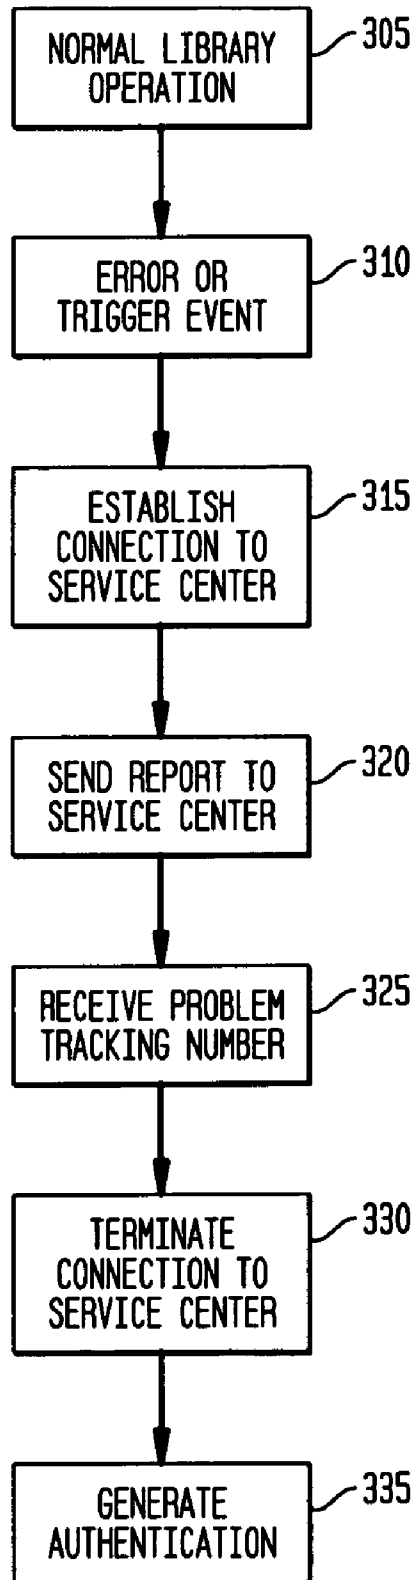 NORMAL LIBRARY
OPERATION
305
ERROR OR
TRIGGER EVENT
310
ESTABLISH
CONNECTION TO
SERVICE CENTER
315
SEND REPORT TO
SERVICE CENTER
320
RECEIVE PROBLEM
TRACKING NUMBER
325
TERMINATE
CONNECTION TO
SERVICE CENTER
330
GENERATE
AUTHENTICATION
335